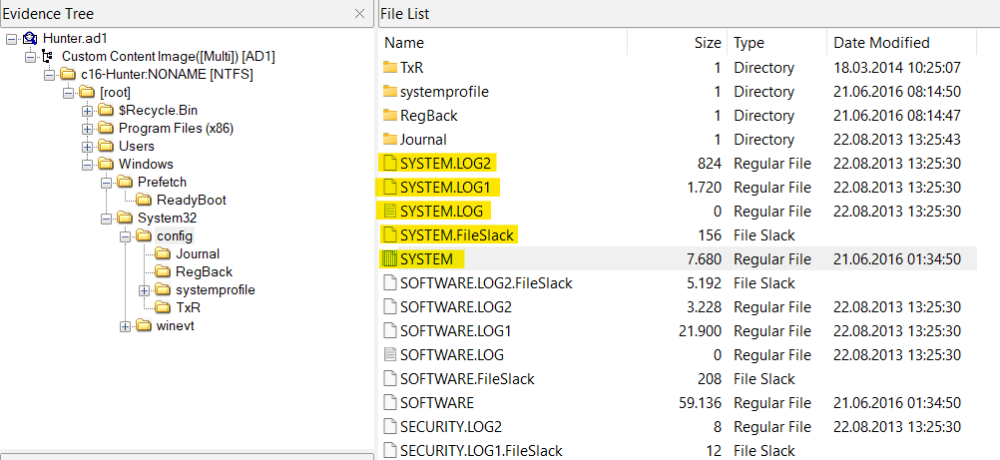 Evidence Tree
Hunter.ad1
Custom Content Image([Multi]) [AD1]
c16-Hunter:NONAME [NTFS]
[root]
$Recycle.Bin
Program Files (x86)
Users
Windows
Prefetch
ReadyBoot
System32
config
Journal
RegBack
systemprofile
TxR
winevt
File List
Name Size Type Date Modified
TxR 1 Directory 18.03.2014 10:25:07
systemprofile 1 Directory 21.06.2016 08:14:50
RegBack 1 Directory 21.06.2016 08:14:47
Journal 1 Directory 22.08.2013 13:25:43
SYSTEM.LOG2 824 Regular File 22.08.2013 13:25:30
SYSTEM.LOG1 1.720 Regular File 22.08.2013 13:25:30
SYSTEM.LOG 0 Regular File 22.08.2013 13:25:30
SYSTEM.FileSlack 156 File Slack
SYSTEM 7.680 Regular File 21.06.2016 01:34:50
SOFTWARE.LOG2.FileSlack 5.192 File Slack
SOFTWARE.LOG2 3.228 Regular File 22.08.2013 13:25:30
SOFTWARE.LOG1 21.900 Regular File 22.08.2013 13:25:30
SOFTWARE.LOG 0 Regular File 22.08.2013 13:25:30
SOFTWARE.FileSlack 208 File Slack
SOFTWARE 59.136 Regular File 21.06.2016 01:34:50
SECURITY.LOG2 8 Regular File 22.08.2013 13:25:30
SECURITY.LOG1.FileSlack 12 File Slack